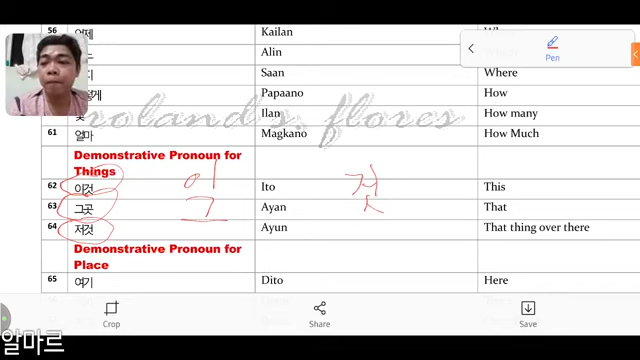 56 언제 Kailan
Alin
Saan Where
Papaano How
Ilan How many
61 얼마 Magkano How Much
roland s. flores
Demonstrative Pronoun for
Things
62 이것 Ito This
63 그곳 Ayan That
64 저것 Ayun That thing over there
이 것
그
Demonstrative Pronoun for
Place
65 여기 Dito Here
Pen
Crop Share Save
알마르